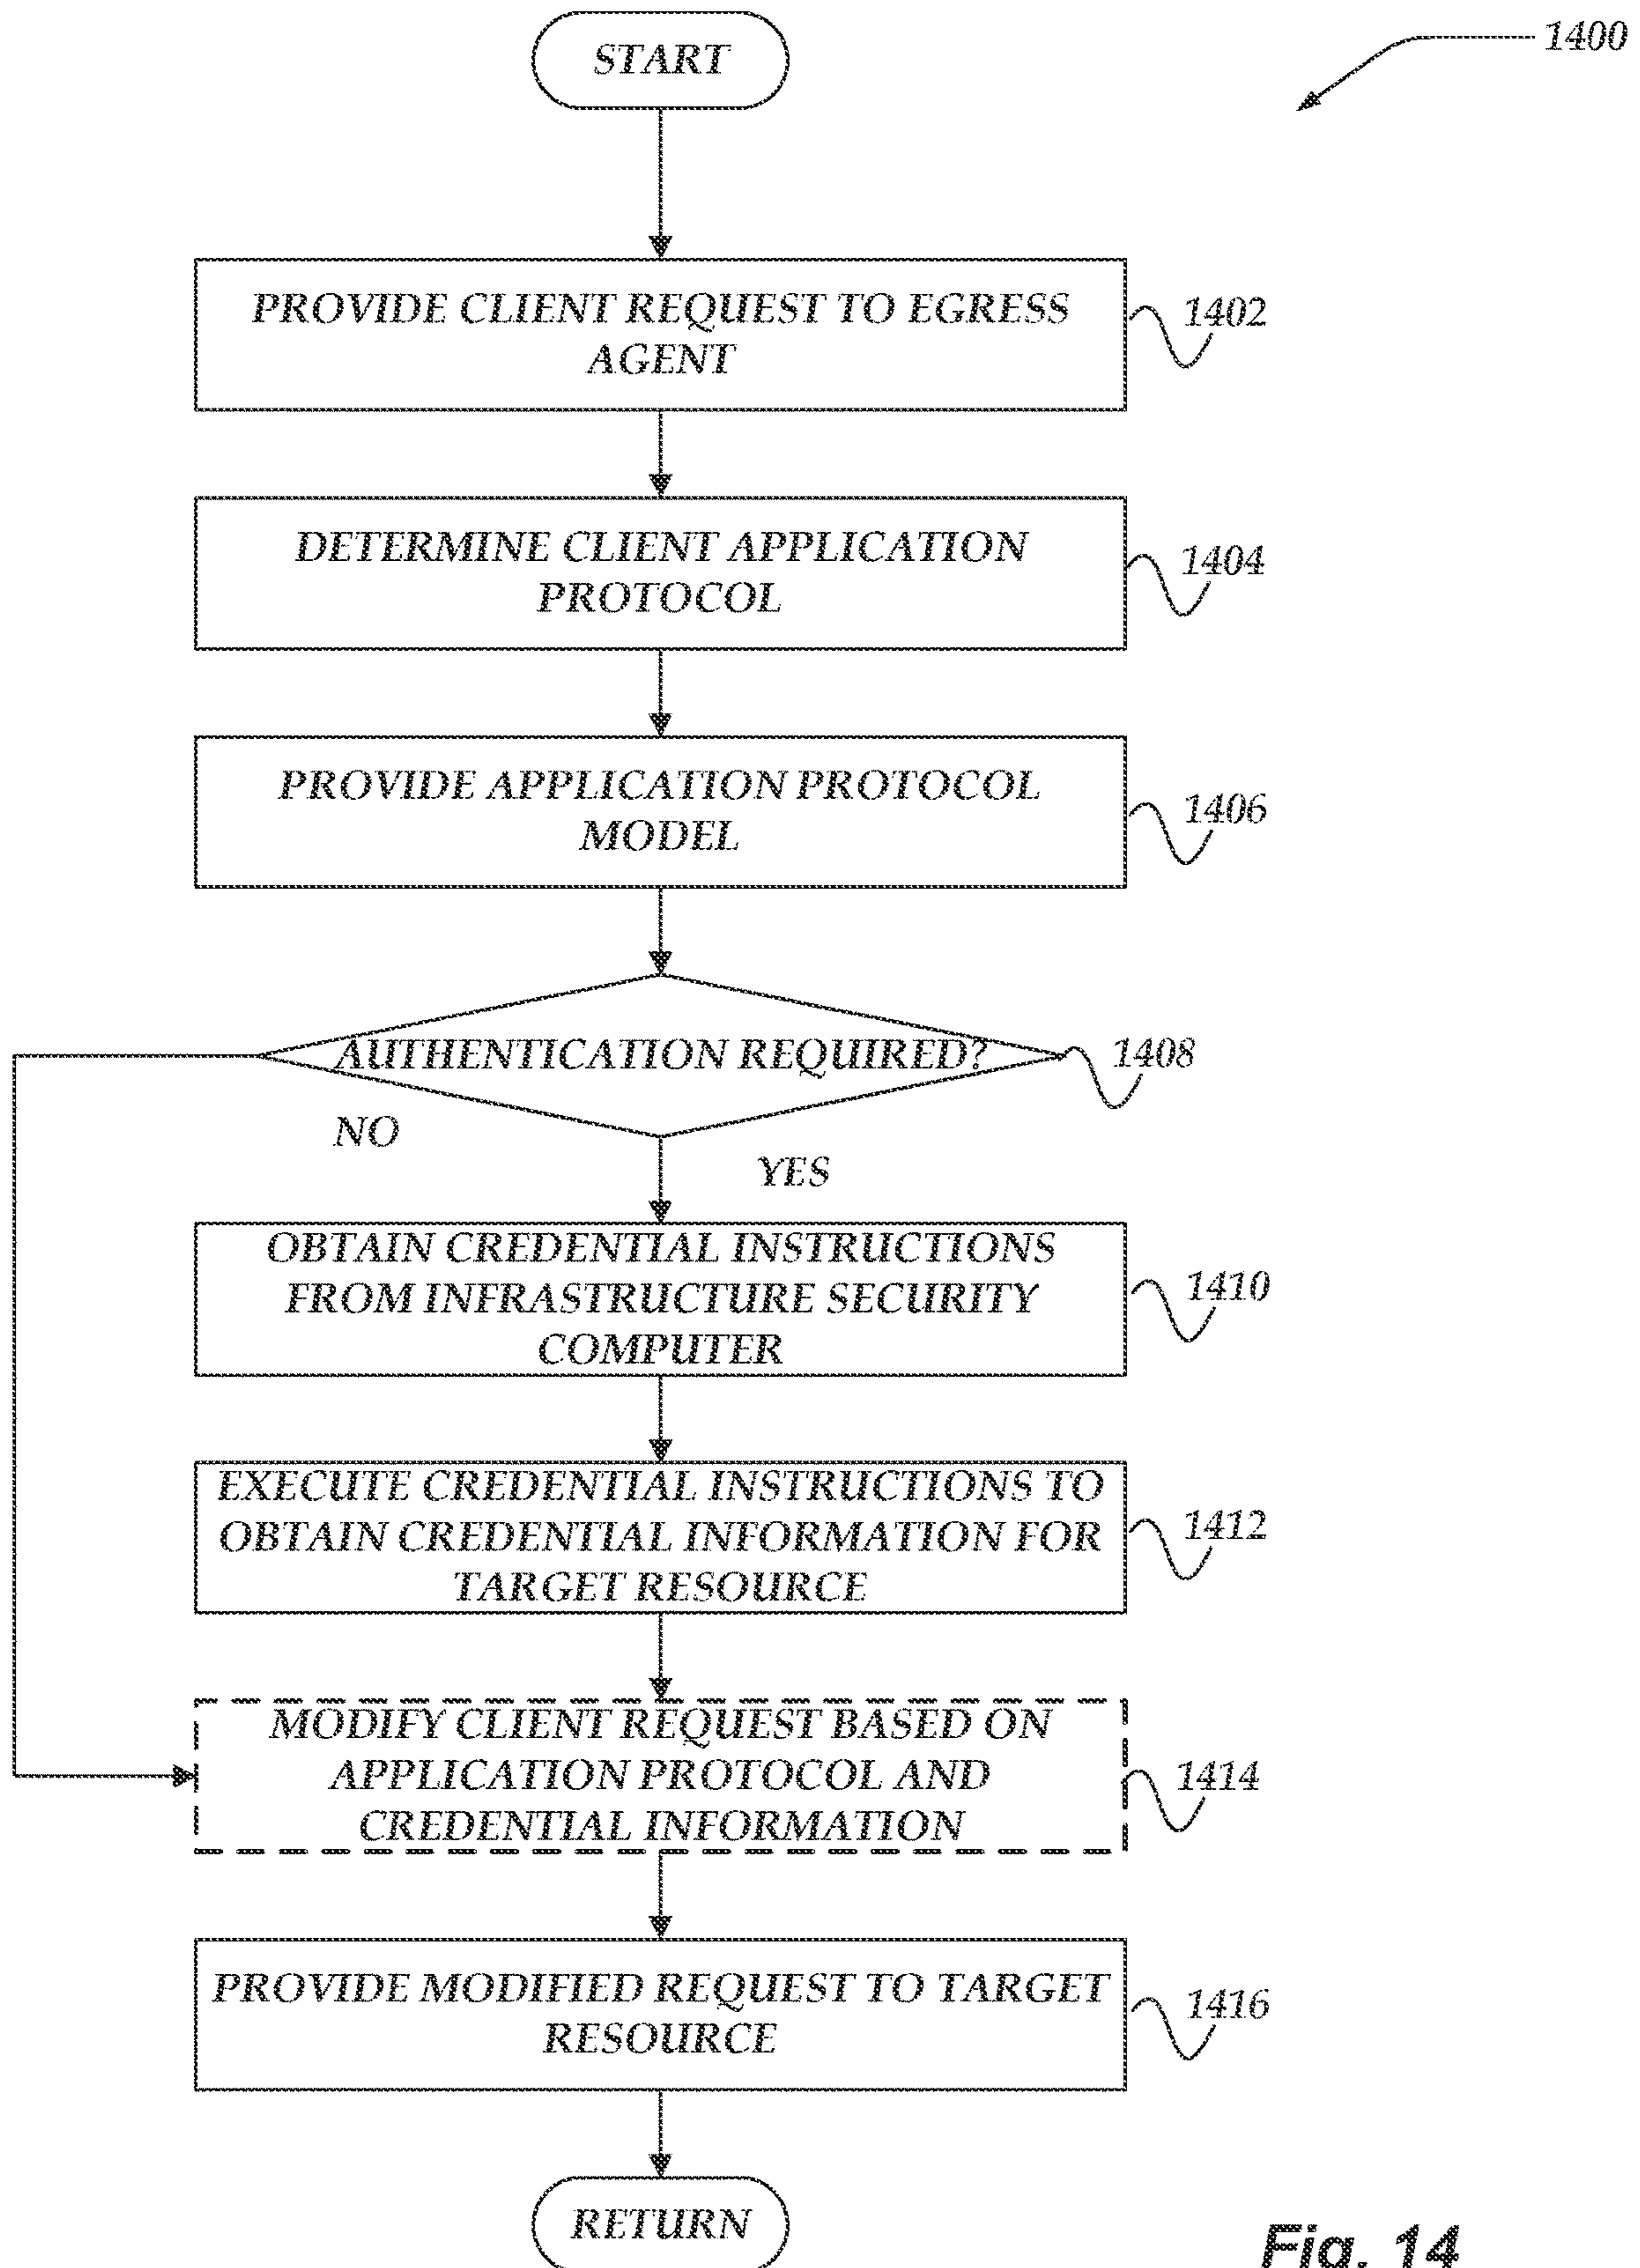 START
1400
PROVIDE CLIENT REQUEST TO EGRESS
AGENT
1402
DETERMINE CLIENT APPLICATION
PROTOCOL
1404
PROVIDE APPLICATION PROTOCOL
MODEL
1406
AUTHENTICATION REQUIRED?
1408
NO
YES
OBTAIN CREDENTIAL INSTRUCTIONS
FROM INFRASTRUCTURE SECURITY
COMPUTER
1410
EXECUTE CREDENTIAL INSTRUCTIONS TO
OBTAIN CREDENTIAL INFORMATION FOR
TARGET RESOURCE
1412
MODIFY CLIENT REQUEST BASED ON
APPLICATION PROTOCOL AND
CREDENTIAL INFORMATION
1414
PROVIDE MODIFIED REQUEST TO TARGET
RESOURCE
1416
RETURN
Fig. 14